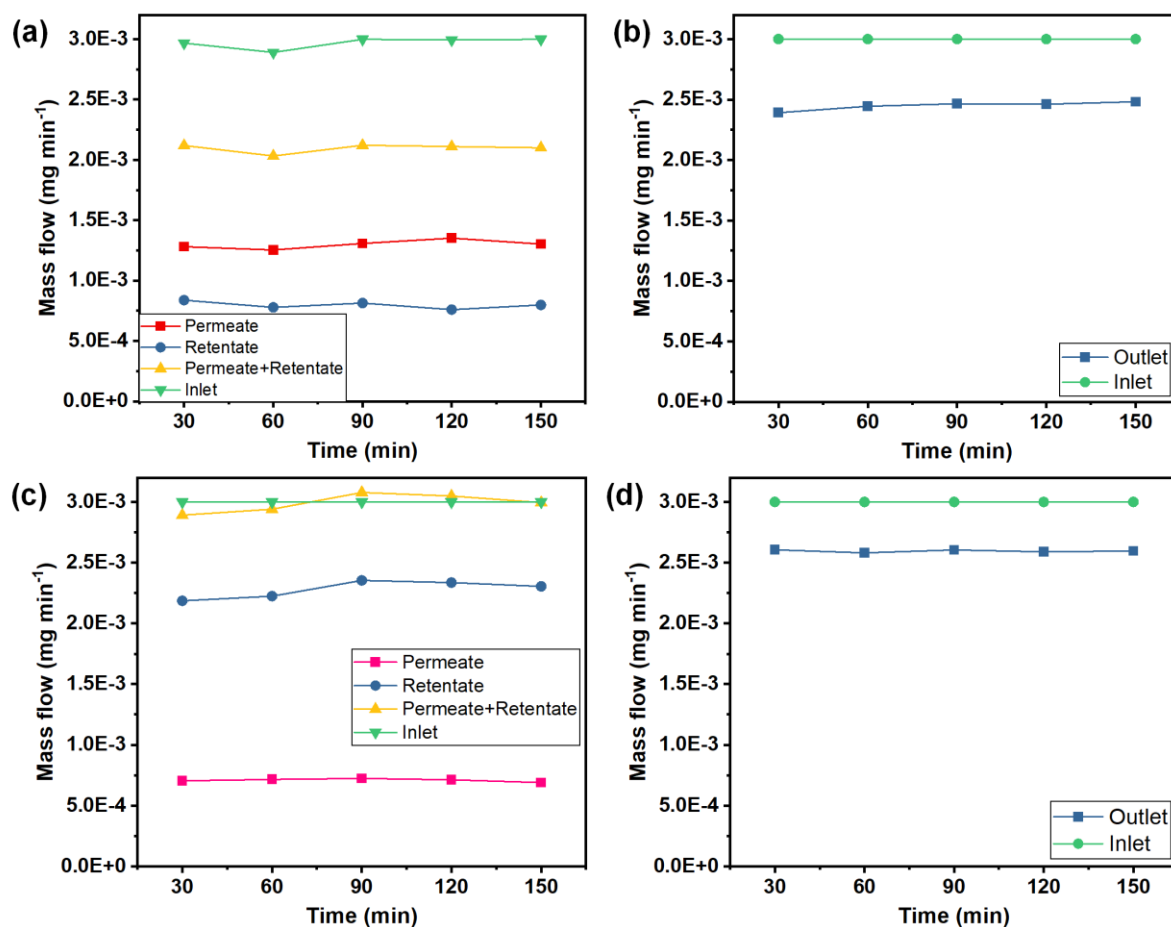 (a)
Mass flow (mg min⁻¹)
3.0E-3
2.5E-3
2.0E-3
1.5E-3
1.0E-3
5.0E-4
0.0E+0
Permeate
Retentate
Permeate+Retentate
Inlet
30 60 90 120 150
Time (min)
(b)
Mass flow (mg min⁻¹)
3.0E-3
2.5E-3
2.0E-3
1.5E-3
1.0E-3
5.0E-4
0.0E+0
Outlet
Inlet
30 60 90 120 150
Time (min)
(c)
Mass flow (mg min⁻¹)
3.0E-3
2.5E-3
2.0E-3
1.5E-3
1.0E-3
5.0E-4
0.0E+0
Permeate
Retentate
Permeate+Retentate
Inlet
30 60 90 120 150
Time (min)
(d)
Mass flow (mg min⁻¹)
3.0E-3
2.5E-3
2.0E-3
1.5E-3
1.0E-3
5.0E-4
0.0E+0
Outlet
Inlet
30 60 90 120 150
Time (min)